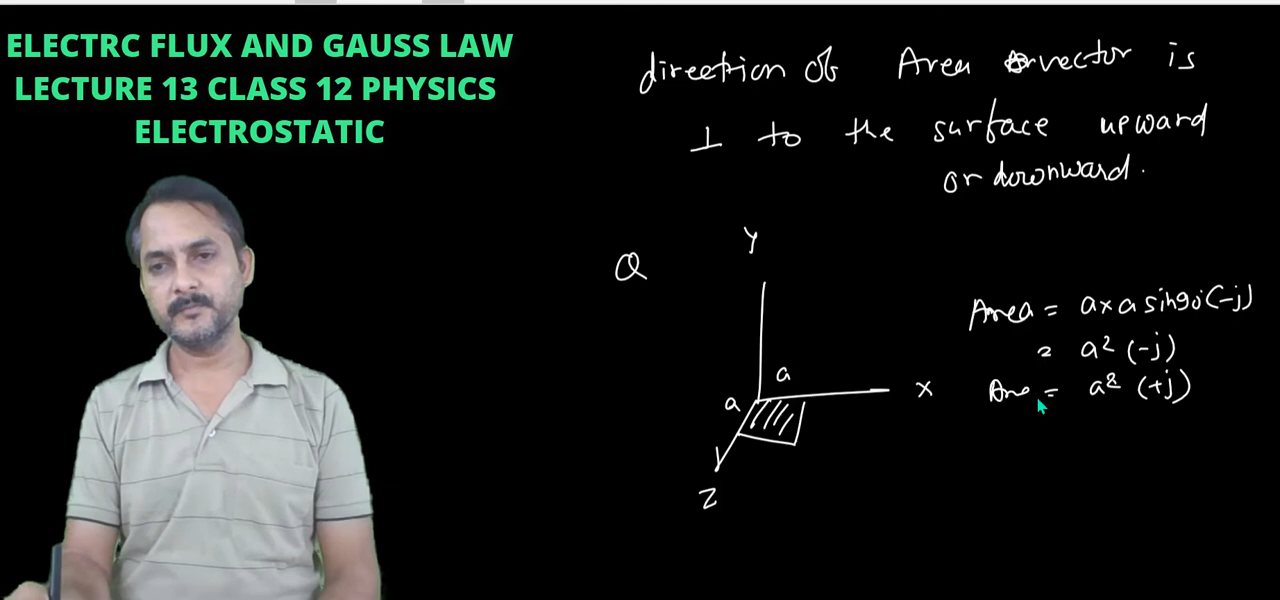 ELECTRC FLUX AND GAUSS LAW
LECTURE 13 CLASS 12 PHYSICS
ELECTROSTATIC
direction of Area vector is
⊥ to the surface upward
or downward.
Q
Y
a
a
X
Z
Area = a×a sin90 (-j)
= a² (-j)
= a² (+j)